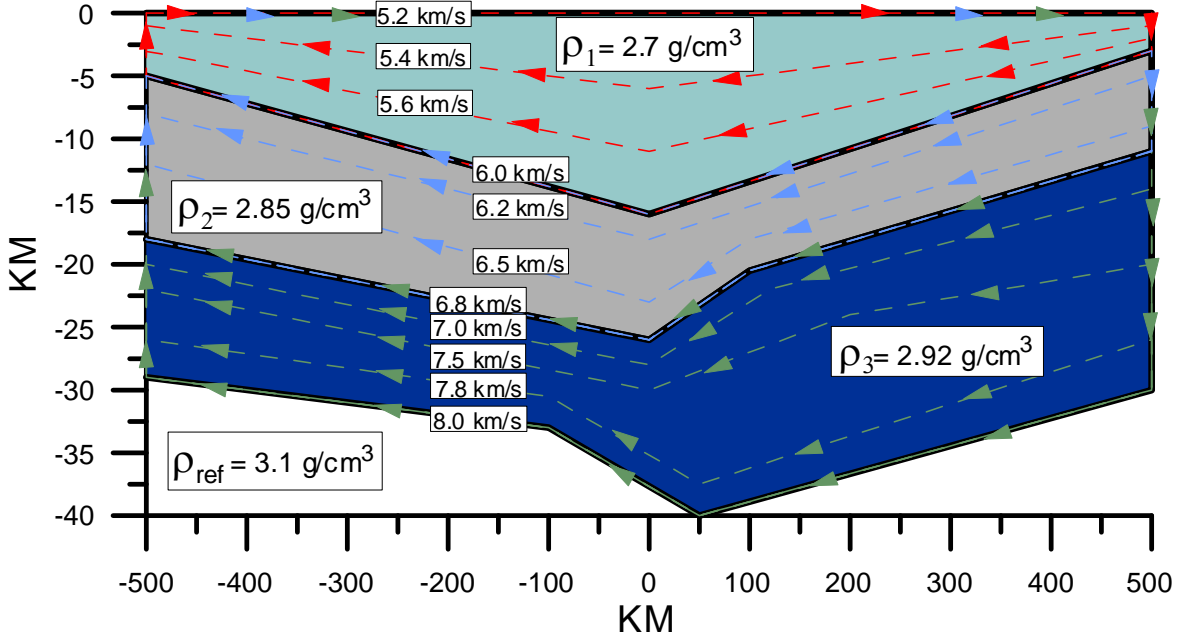 0
5.2 km/s
ρ1 = 2.7 g/cm3
5.4 km/s
-5
5.6 km/s
-10
6.0 km/s
-15
ρ2 = 2.85 g/cm3
6.2 km/s
KM
-20
6.5 km/s
6.8 km/s
-25
7.0 km/s
7.5 km/s
ρ3= 2.92 g/cm3
-30
7.8 km/s
8.0 km/s
-35
ρref = 3.1 g/cm3
-40
-500 -400 -300 -200 -100 0 100 200 300 400 500
KM